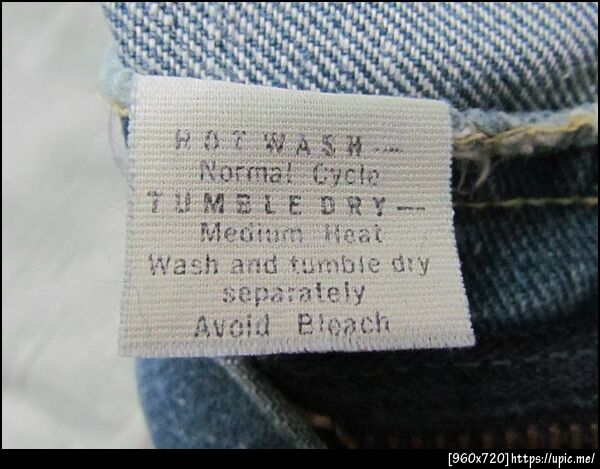 HOT WASH—
Normal Cycle
TUMBLE DRY—
Medium Heat
Wash and tumble dry
separately
Avoid Bleach
[960x720]https://upic.me/